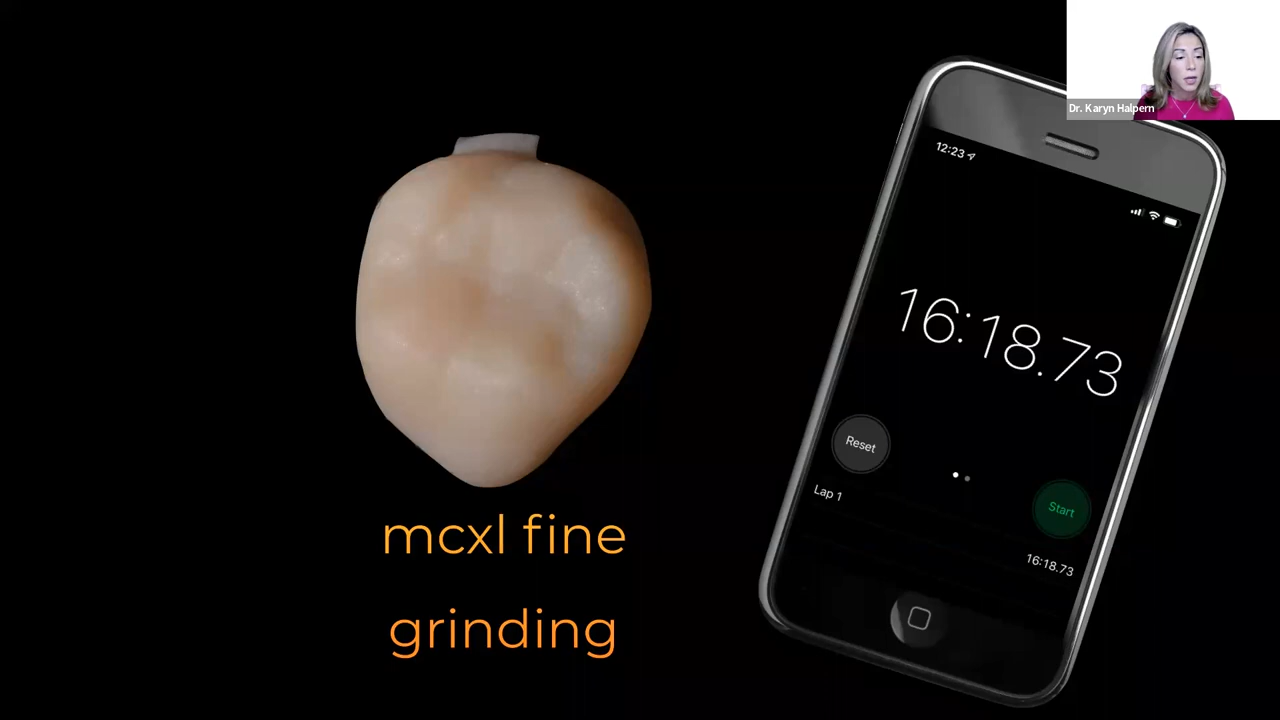 Dr. Karyn Halpern
12:23
16:18.73
Reset
Start
Lap 1
16:18.73
mcxl fine
grinding